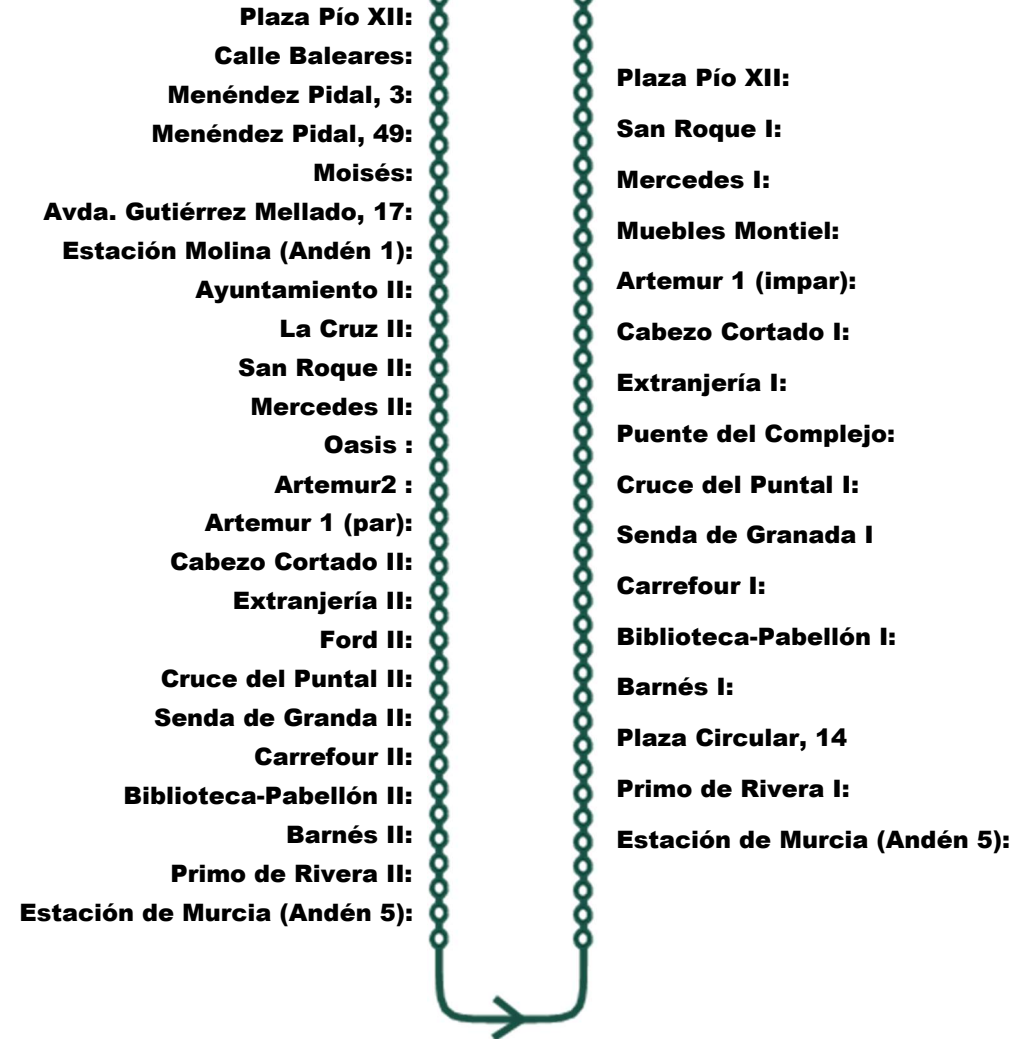 Plaza Pío XII:
Calle Baleares:
Menéndez Pidal, 3:
Menéndez Pidal, 49:
Moisés:
Avda. Gutiérrez Mellado, 17:
Estación Molina (Andén 1):
Ayuntamiento II:
La Cruz II:
San Roque II:
Mercedes II:
Oasis :
Artemur2 :
Artemur 1 (par):
Cabezo Cortado II:
Extranjería II:
Ford II:
Cruce del Puntal II:
Senda de Granda II:
Carrefour II:
Biblioteca-Pabellón II:
Barnés II:
Primo de Rivera II:
Estación de Murcia (Andén 5):
Plaza Pío XII:
San Roque I:
Mercedes I:
Muebles Montiel:
Artemur 1 (impar):
Cabezo Cortado I:
Extranjería I:
Puente del Complejo:
Cruce del Puntal I:
Senda de Granada I
Carrefour I:
Biblioteca-Pabellón I:
Barnés I:
Plaza Circular, 14
Primo de Rivera I:
Estación de Murcia (Andén 5):